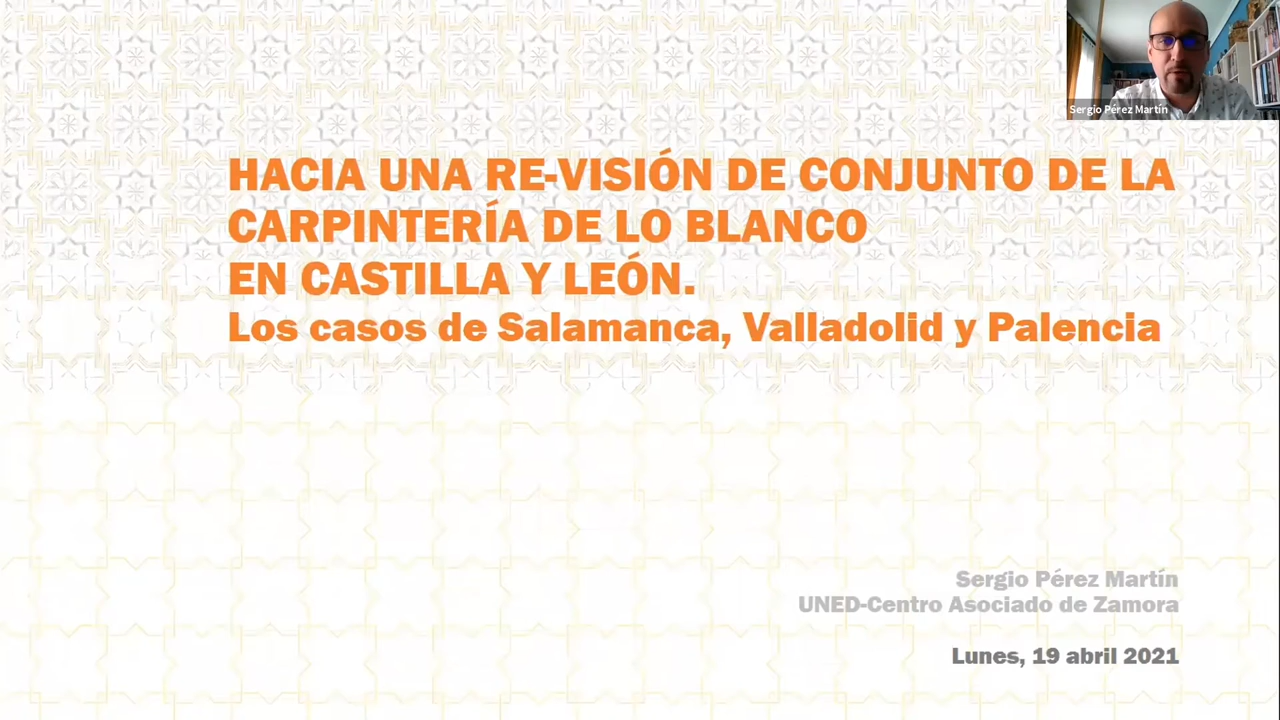 Sergio Pérez Martín
HACIA UNA RE-VISIÓN DE CONJUNTO DE LA
CARPINTERÍA DE LO BLANCO
EN CASTILLA Y LEÓN.
Los casos de Salamanca, Valladolid y Palencia
Sergio Pérez Martín
UNED-Centro Asociado de Zamora
Lunes, 19 abril 2021